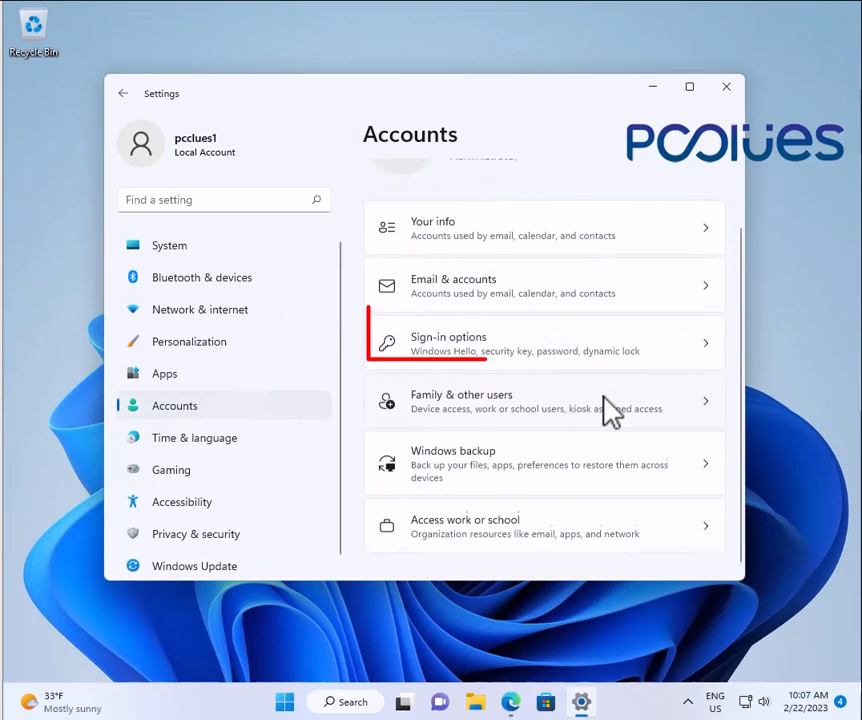 Recycle Bin
Settings
pcclues1
Local Account
Find a setting
System
Bluetooth & devices
Network & internet
Personalization
Apps
Accounts
Time & language
Gaming
Accessibility
Privacy & security
Windows Update
Accounts
PCclues
Your info
Accounts used by email, calendar, and contacts
Email & accounts
Accounts used by email, calendar, and contacts
Sign-in options
Windows Hello, security key, password, dynamic lock
Family & other users
Device access, work or school users, kiosk access
Windows backup
Back up your files, apps, preferences to restore them across
devices
Access work or school
Organization resources like email, apps, and network
33°F
Mostly sunny
Search
ENG
US
10:07 AM
2/22/2023
4